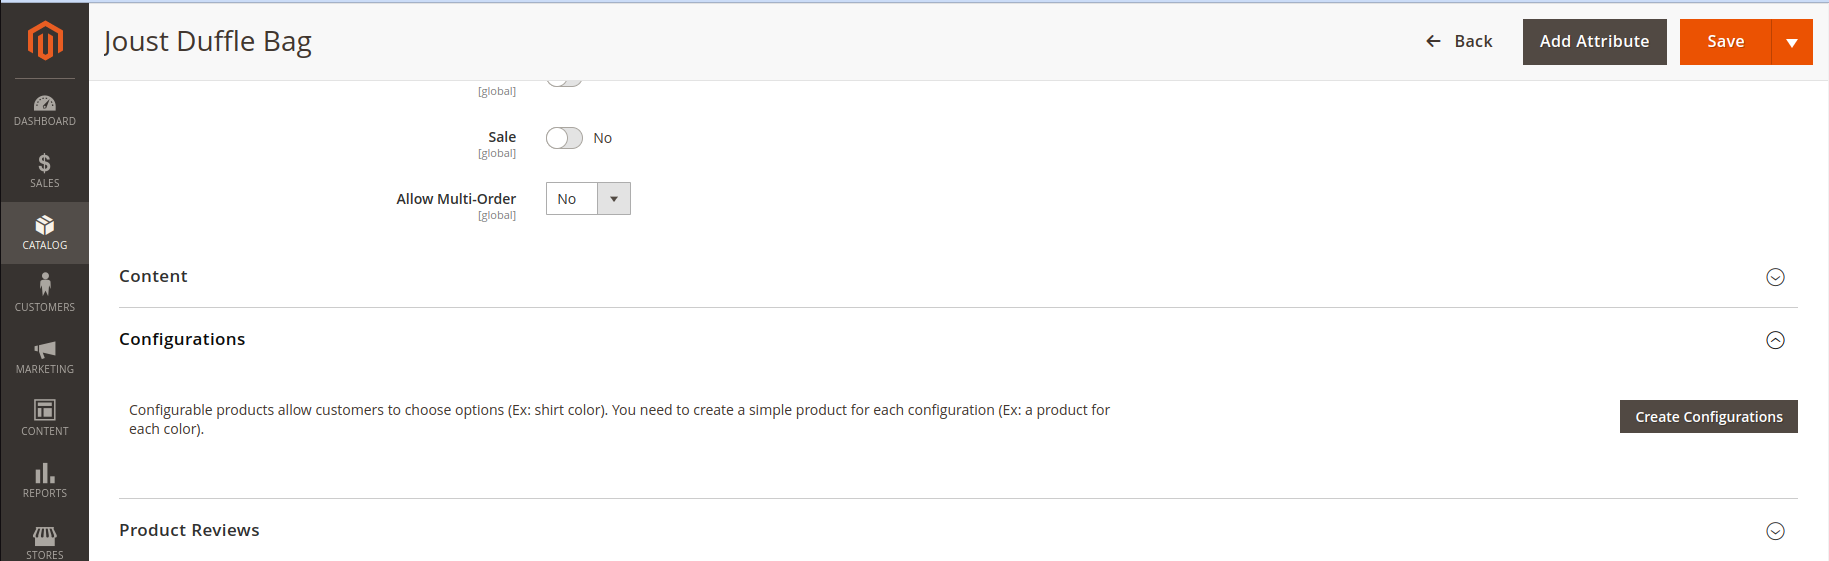 Joust Duffle Bag
Back
Add Attribute
Save
DASHBOARD
SALES
CATALOG
CUSTOMERS
MARKETING
CONTENT
REPORTS
STORES
[global]
Sale
No
[global]
Allow Multi-Order
No
[global]
Content
Configurations
Configurable products allow customers to choose options (Ex: shirt color). You need to create a simple product for each configuration (Ex: a product for
each color).
Create Configurations
Product Reviews